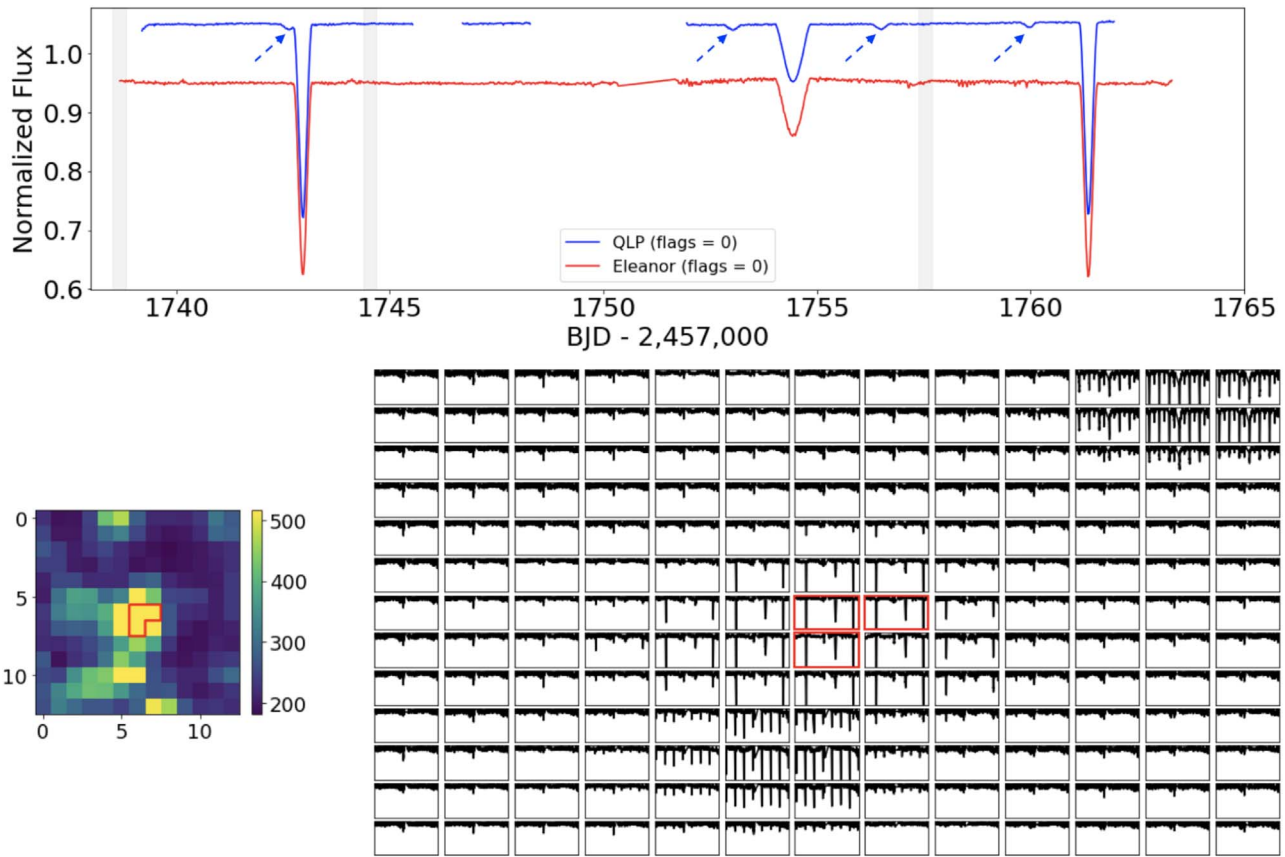 Normalized Flux
1.0
0.9
0.8
0.7
0.6
QLP (flags = 0)
Eleanor (flags = 0)
1740 1745 1750 1755 1760 1765
BJD - 2,457,000
0
5
10
0 5 10
500
400
300
200